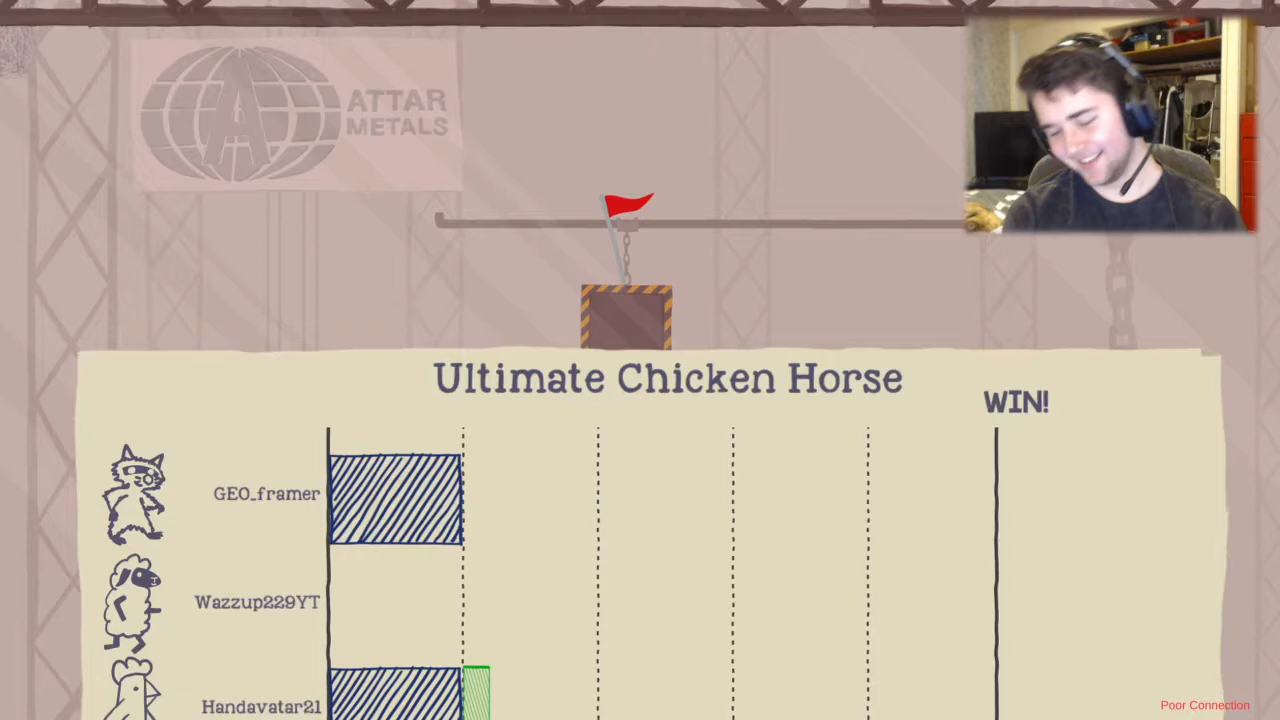 ATTAR
METALS
Ultimate Chicken Horse
WIN!
GEO_framer
Wazzup229YT
Handavatar21
Poor Connection